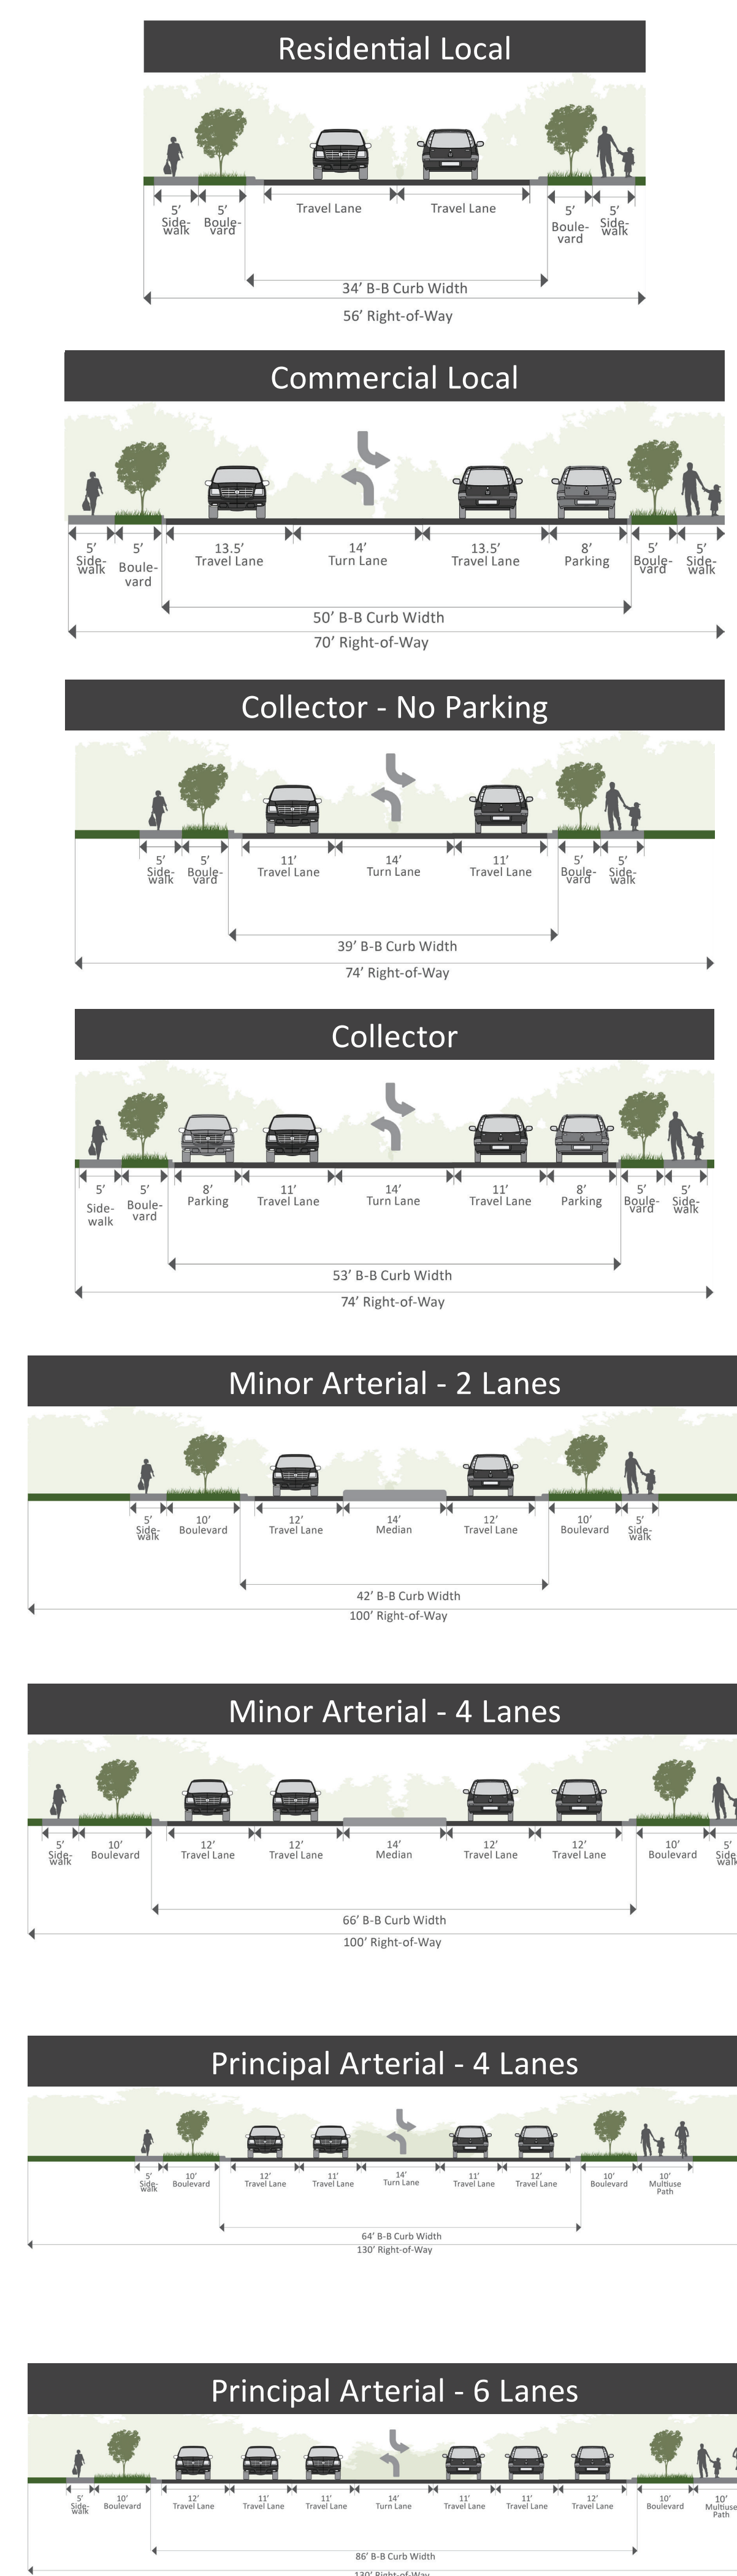 Residential Local
5’ Side- walk
5’ Boule- vard
Travel Lane
Travel Lane
5’ Boule- vard
5’ Side- walk
34’ B-B Curb Width
56’ Right-of-Way
Commercial Local
5’ Side- walk
5’ Boule- vard
13.5’ Travel Lane
14’ Turn Lane
13.5’ Travel Lane
8’ Parking
5’ Boule- vard
5’ Side- walk
50’ B-B Curb Width
70’ Right-of-Way
Collector - No Parking
5’ Side- walk
5’ Boule- vard
11’ Travel Lane
14’ Turn Lane
11’ Travel Lane
5’ Boule- vard
5’ Side- walk
39’ B-B Curb Width
74’ Right-of-Way
Collector
5’ Side- walk
5’ Boule- vard
8’ Parking
11’ Travel Lane
14’ Turn Lane
11’ Travel Lane
8’ Parking
5’ Boule- vard
5’ Side- walk
53’ B-B Curb Width
74’ Right-of-Way
Minor Arterial - 2 Lanes
5’ Side- walk
10’ Boulevard
12’ Travel Lane
14’ Median
12’ Travel Lane
10’ Boulevard
5’ Side- walk
42’ B-B Curb Width
100’ Right-of-Way
Minor Arterial - 4 Lanes
5’ Side- walk
10’ Boulevard
12’ Travel Lane
12’ Travel Lane
14’ Median
12’ Travel Lane
12’ Travel Lane
10’ Boulevard
5’ Side walk
66’ B-B Curb Width
100’ Right-of-Way
Principal Arterial - 4 Lanes
5’ Side- walk
10’ Boulevard
12’ Travel Lane
11’ Travel Lane
14’ Turn Lane
11’ Travel Lane
12’ Travel Lane
10’ Boulevard
10’ Multiuse Path
64’ B-B Curb Width
130’ Right-of-Way
Principal Arterial - 6 Lanes
5’ Side- walk
10’ Boulevard
12’ Travel Lane
11’ Travel Lane
11’ Travel Lane
14’ Turn Lane
11’ Travel Lane
11’ Travel Lane
12’ Travel Lane
10’ Boulevard
10’ Multiuse Path
86’ B-B Curb Width
130’ Right-of-Way